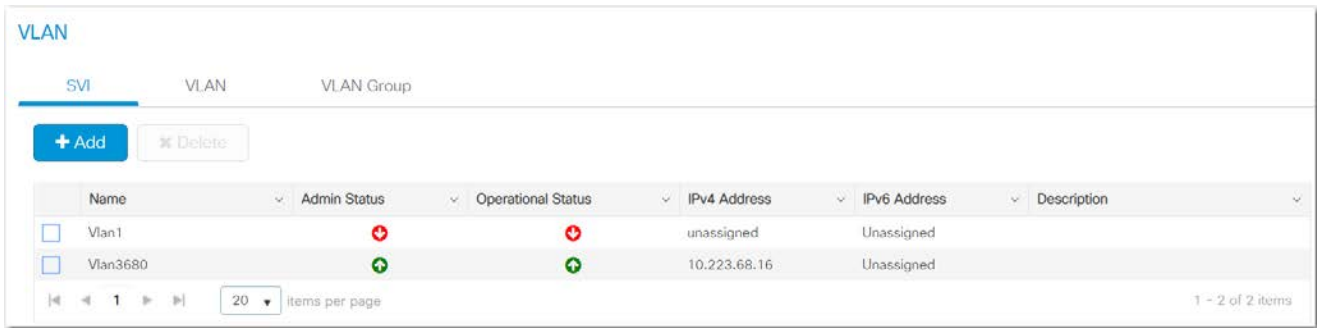 VLAN
SVI VLAN VLAN Group
+ Add ✖ Delete
Name Admin Status Operational Status IPv4 Address IPv6 Address Description
Vlan1 unassigned Unassigned
Vlan3680 10.223.68.16 Unassigned
1 20 items per page 1 - 2 of 2 items